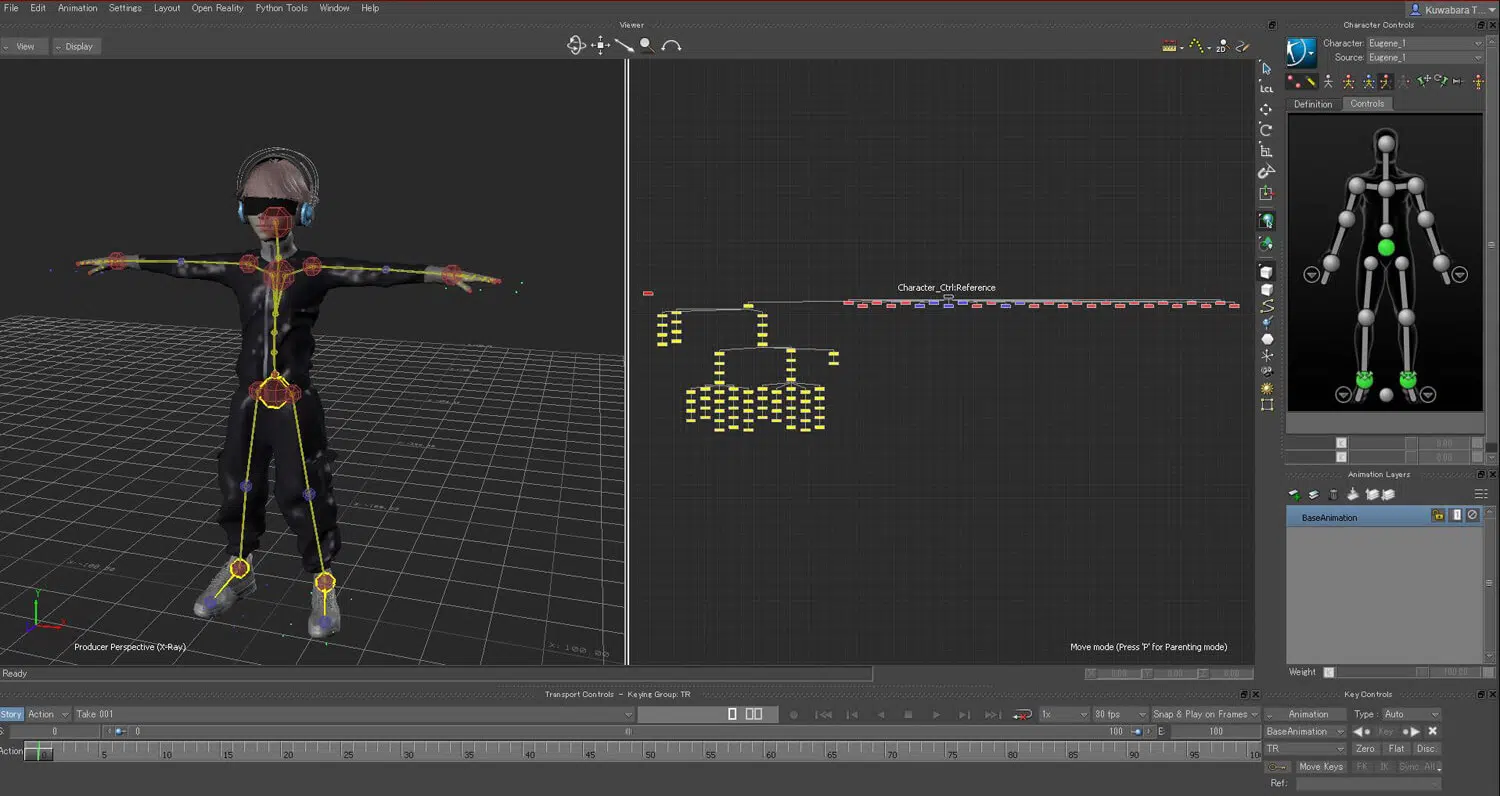 File Edit Animation Settings Layout Open Reality Python Tools Window Help
Kuwabara T...
Viewer
Character Controls
View Display
2D
Character: Eugene_1
Source: Eugene_1
LCL
Definition Controls
Character_Ctrl:Reference
Animation Layers
BaseAnimation
Producer Perspective (X-Ray)
Move mode (Press 'P' for Parenting mode)
Ready
Weight 100.00
Transport Controls - Keying Group: TR
Key Controls
Story Action Take 001 1x 30 fps Snap & Play on Frames
Animation Type : Auto
S: 0 0 100 E: 100
BaseAnimation Key
Action 0 5 10 15 20 25 30 35 40 45 50 55 60 65 70 75 80 85 90 95
TR Zero Flat Disc.
Move Keys FK IK Sync Alt
Ref: